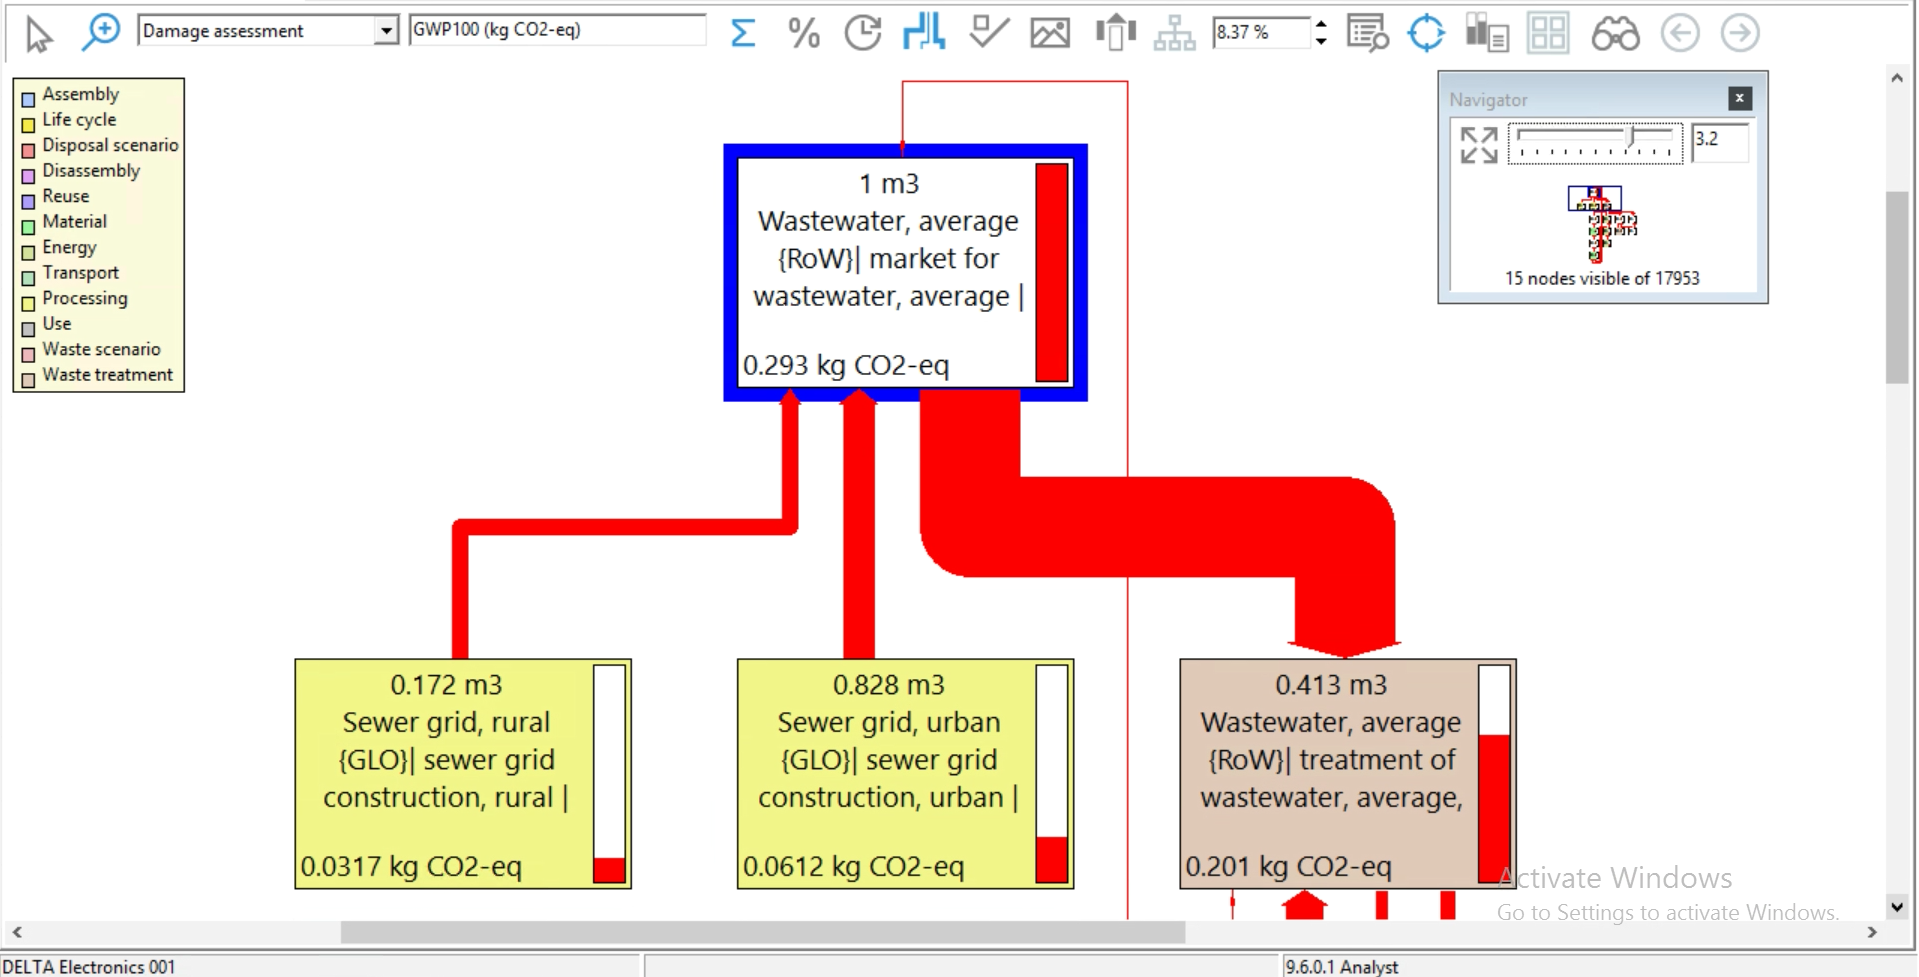 Damage assessment
GWP100 (kg CO2-eq)
Σ
%
8.37 %
Assembly
Life cycle
Disposal scenario
Disassembly
Reuse
Material
Energy
Transport
Processing
Use
Waste scenario
Waste treatment
Navigator
x
3.2
15 nodes visible of 17953
1 m3
Wastewater, average
{RoW}| market for
wastewater, average |
0.293 kg CO2-eq
0.172 m3
Sewer grid, rural
{GLO}| sewer grid
construction, rural |
0.0317 kg CO2-eq
0.828 m3
Sewer grid, urban
{GLO}| sewer grid
construction, urban |
0.0612 kg CO2-eq
0.413 m3
Wastewater, average
{RoW}| treatment of
wastewater, average,
0.201 kg CO2-eq
Activate Windows
Go to Settings to activate Windows.
DELTA Electronics 001
9.6.0.1 Analyst